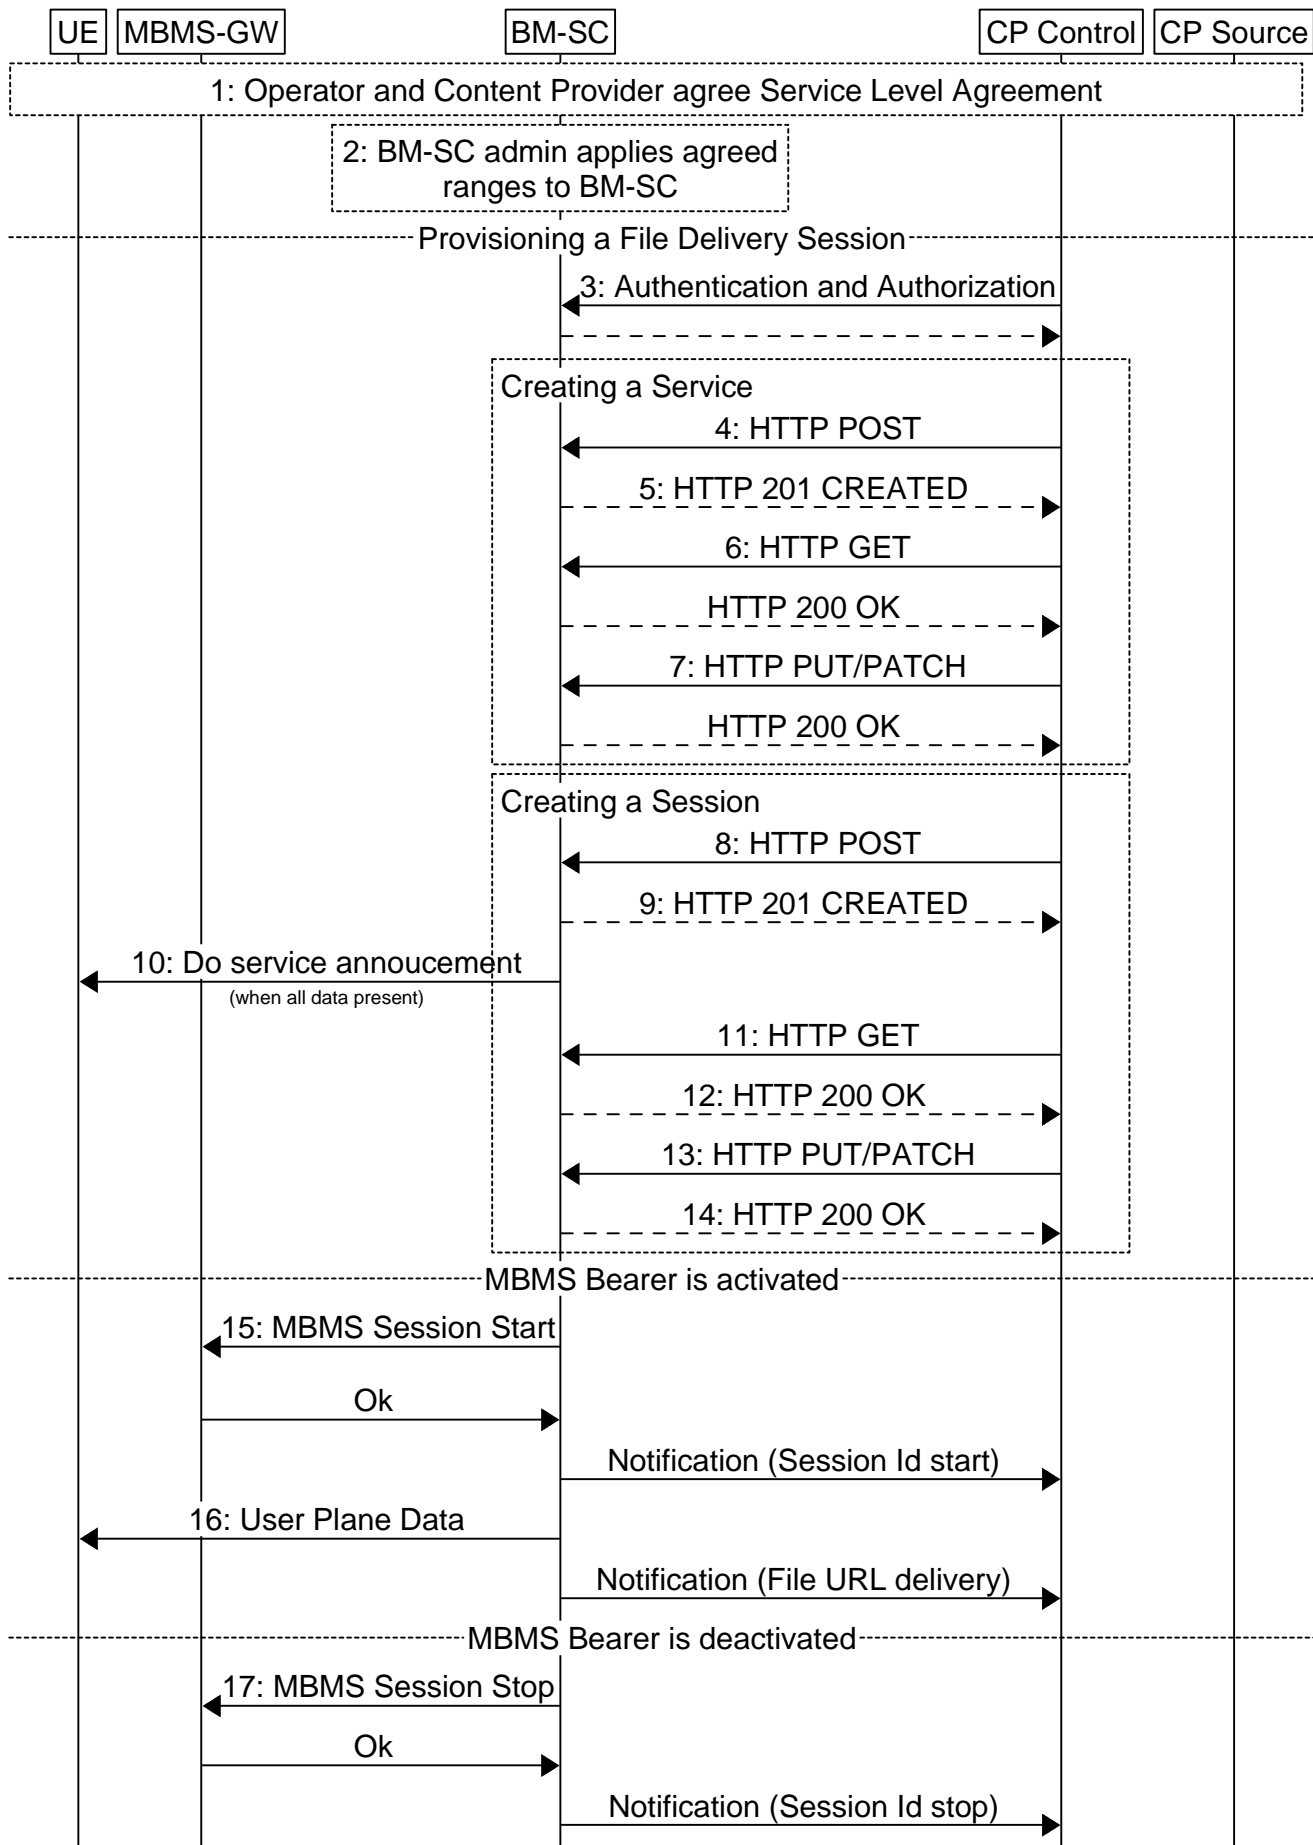 UE
MBMS-GW
BM-SC
CP Control
CP Source
1: Operator and Content Provider agree Service Level Agreement
2: BM-SC admin applies agreed
ranges to BM-SC
Provisioning a File Delivery Session
3: Authentication and Authorization
Creating a Service
4: HTTP POST
5: HTTP 201 CREATED
6: HTTP GET
HTTP 200 OK
7: HTTP PUT/PATCH
HTTP 200 OK
Creating a Session
8: HTTP POST
9: HTTP 201 CREATED
10: Do service annoucement
(when all data present)
11: HTTP GET
12: HTTP 200 OK
13: HTTP PUT/PATCH
14: HTTP 200 OK
MBMS Bearer is activated
15: MBMS Session Start
Ok
Notification (Session Id start)
16: User Plane Data
Notification (File URL delivery)
MBMS Bearer is deactivated
17: MBMS Session Stop
Ok
Notification (Session Id stop)